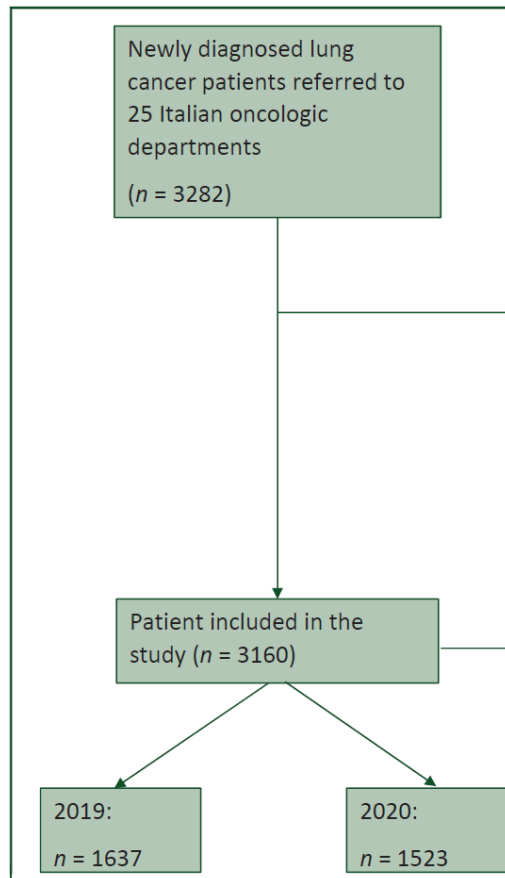 Newly diagnosed lung
cancer patients referred to
25 Italian oncologic
departments
(n = 3282)
Patient included in the
study (n = 3160)
2019:
n = 1637
2020:
n = 1523